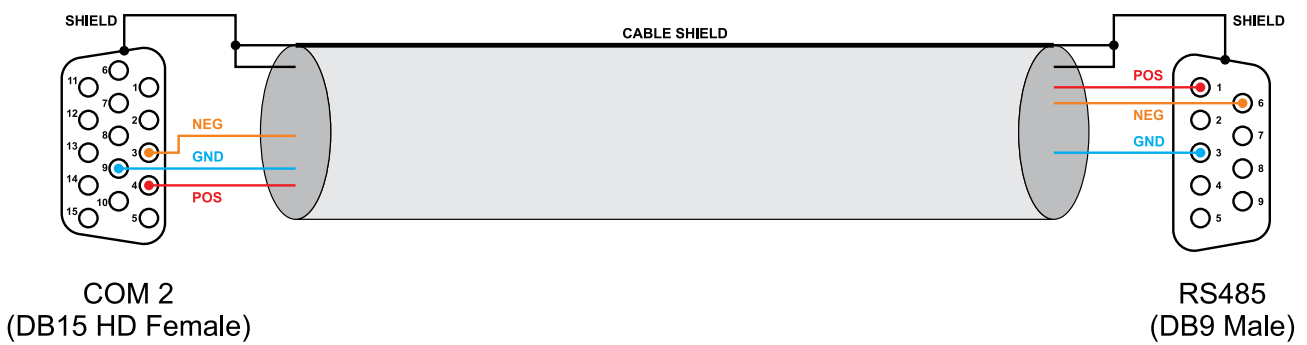 SHIELD
CABLE SHIELD
SHIELD
6
11
1
7
12
2
8
13
3
9
14
4
10
15
5
NEG
GND
POS
POS
NEG
GND
1
6
2
7
3
8
4
9
5
COM 2
(DB15 HD Female)
RS485
(DB9 Male)